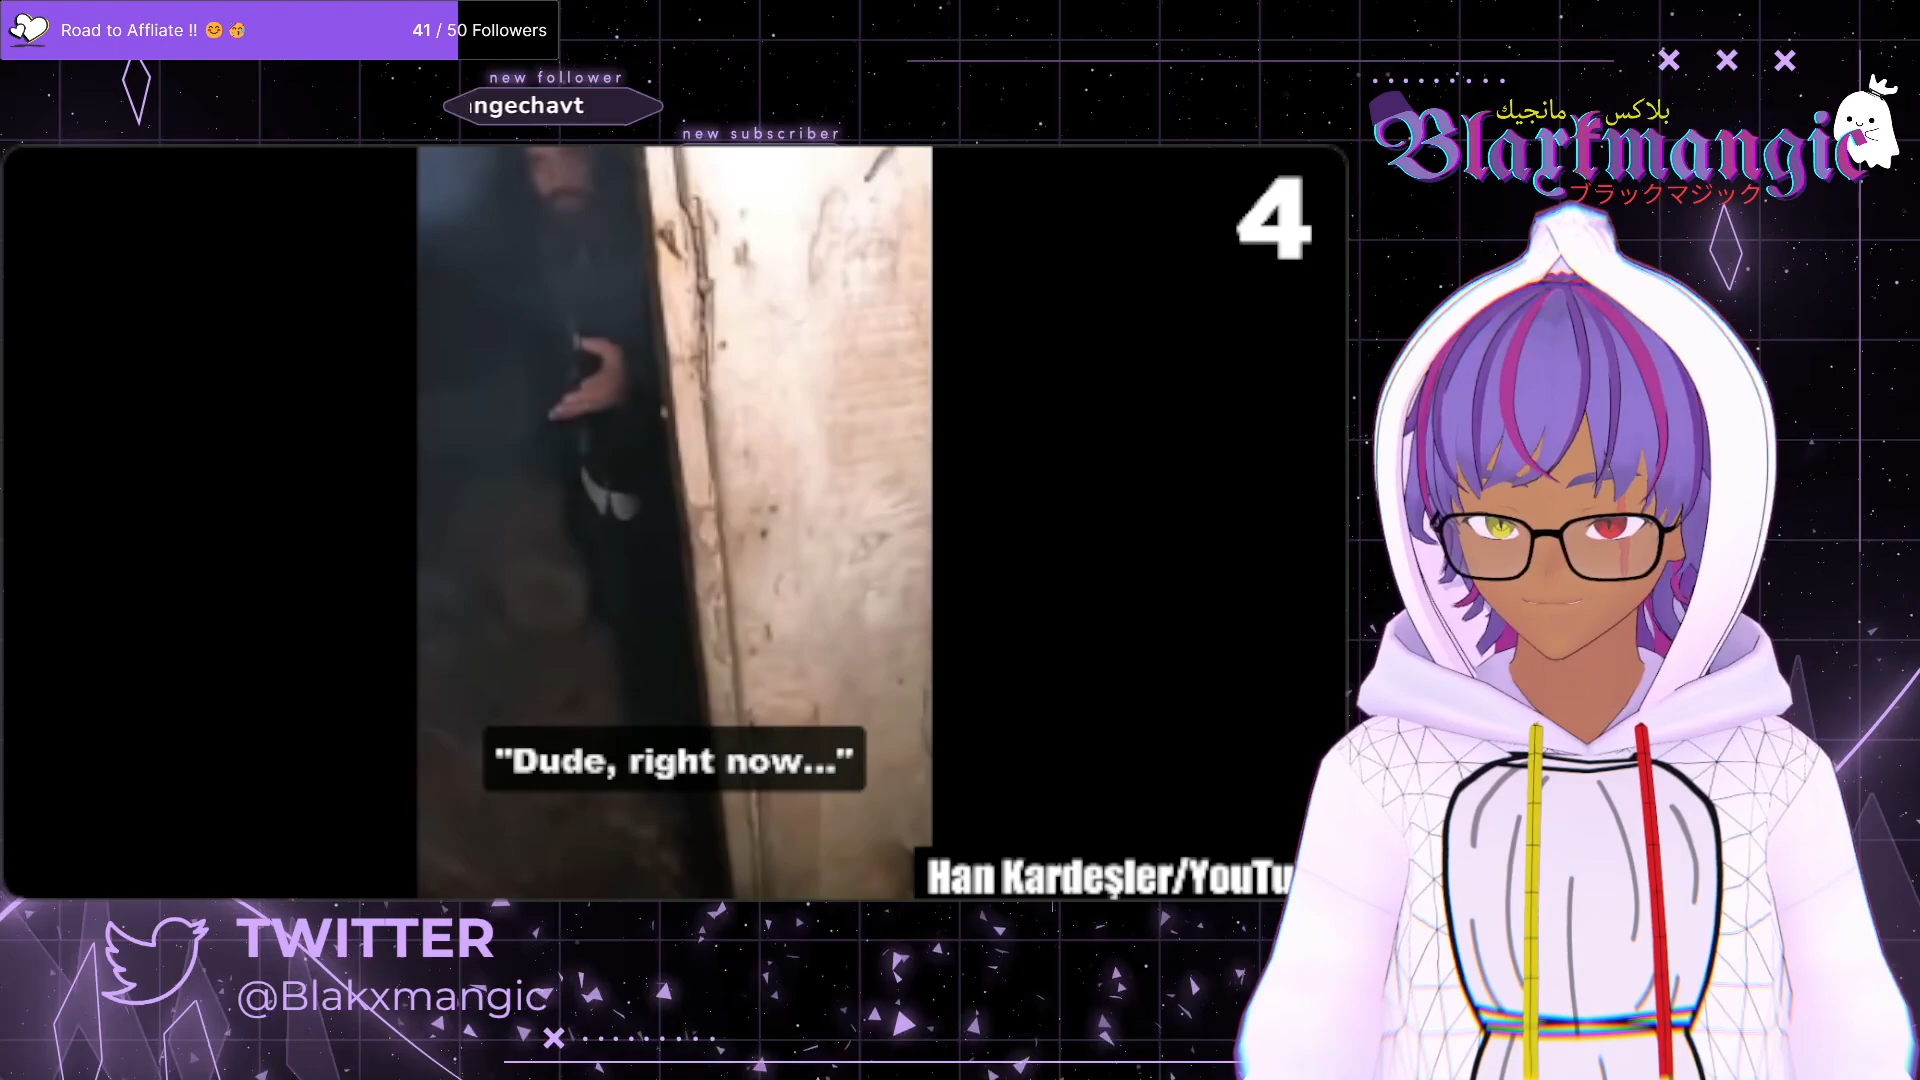 Road to Affliate !! 😊 🥳 41 / 50 Followers
new follower
ngechavt
new subscriber
بلاكس مانجيك
Blaxkmangic
ブラックマジック
4
"Dude, right now..."
Han Kardeşler/YouTu
TWITTER
@Blakxmangic